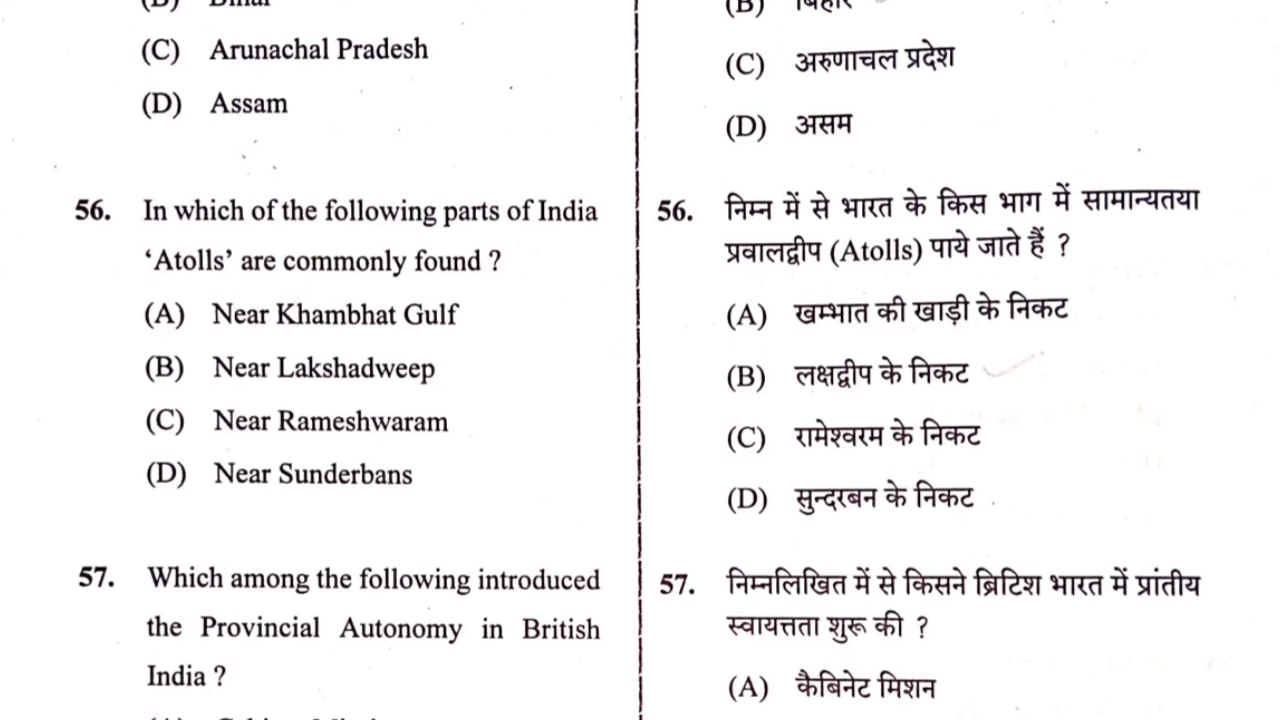 (C) Arunachal Pradesh
(D) Assam
56. In which of the following parts of India
‘Atolls’ are commonly found ?
(A) Near Khambhat Gulf
(B) Near Lakshadweep
(C) Near Rameshwaram
(D) Near Sunderbans
57. Which among the following introduced
the Provincial Autonomy in British
India ?
(B) बिहार
(C) अरुणाचल प्रदेश
(D) असम
56. निम्न में से भारत के किस भाग में सामान्यतया
प्रवालद्वीप (Atolls) पाये जाते हैं ?
(A) खम्भात की खाड़ी के निकट
(B) लक्षद्वीप के निकट
(C) रामेश्वरम के निकट
(D) सुन्दरबन के निकट
57. निम्नलिखित में से किसने ब्रिटिश भारत में प्रांतीय
स्वायत्तता शुरू की ?
(A) कैबिनेट मिशन